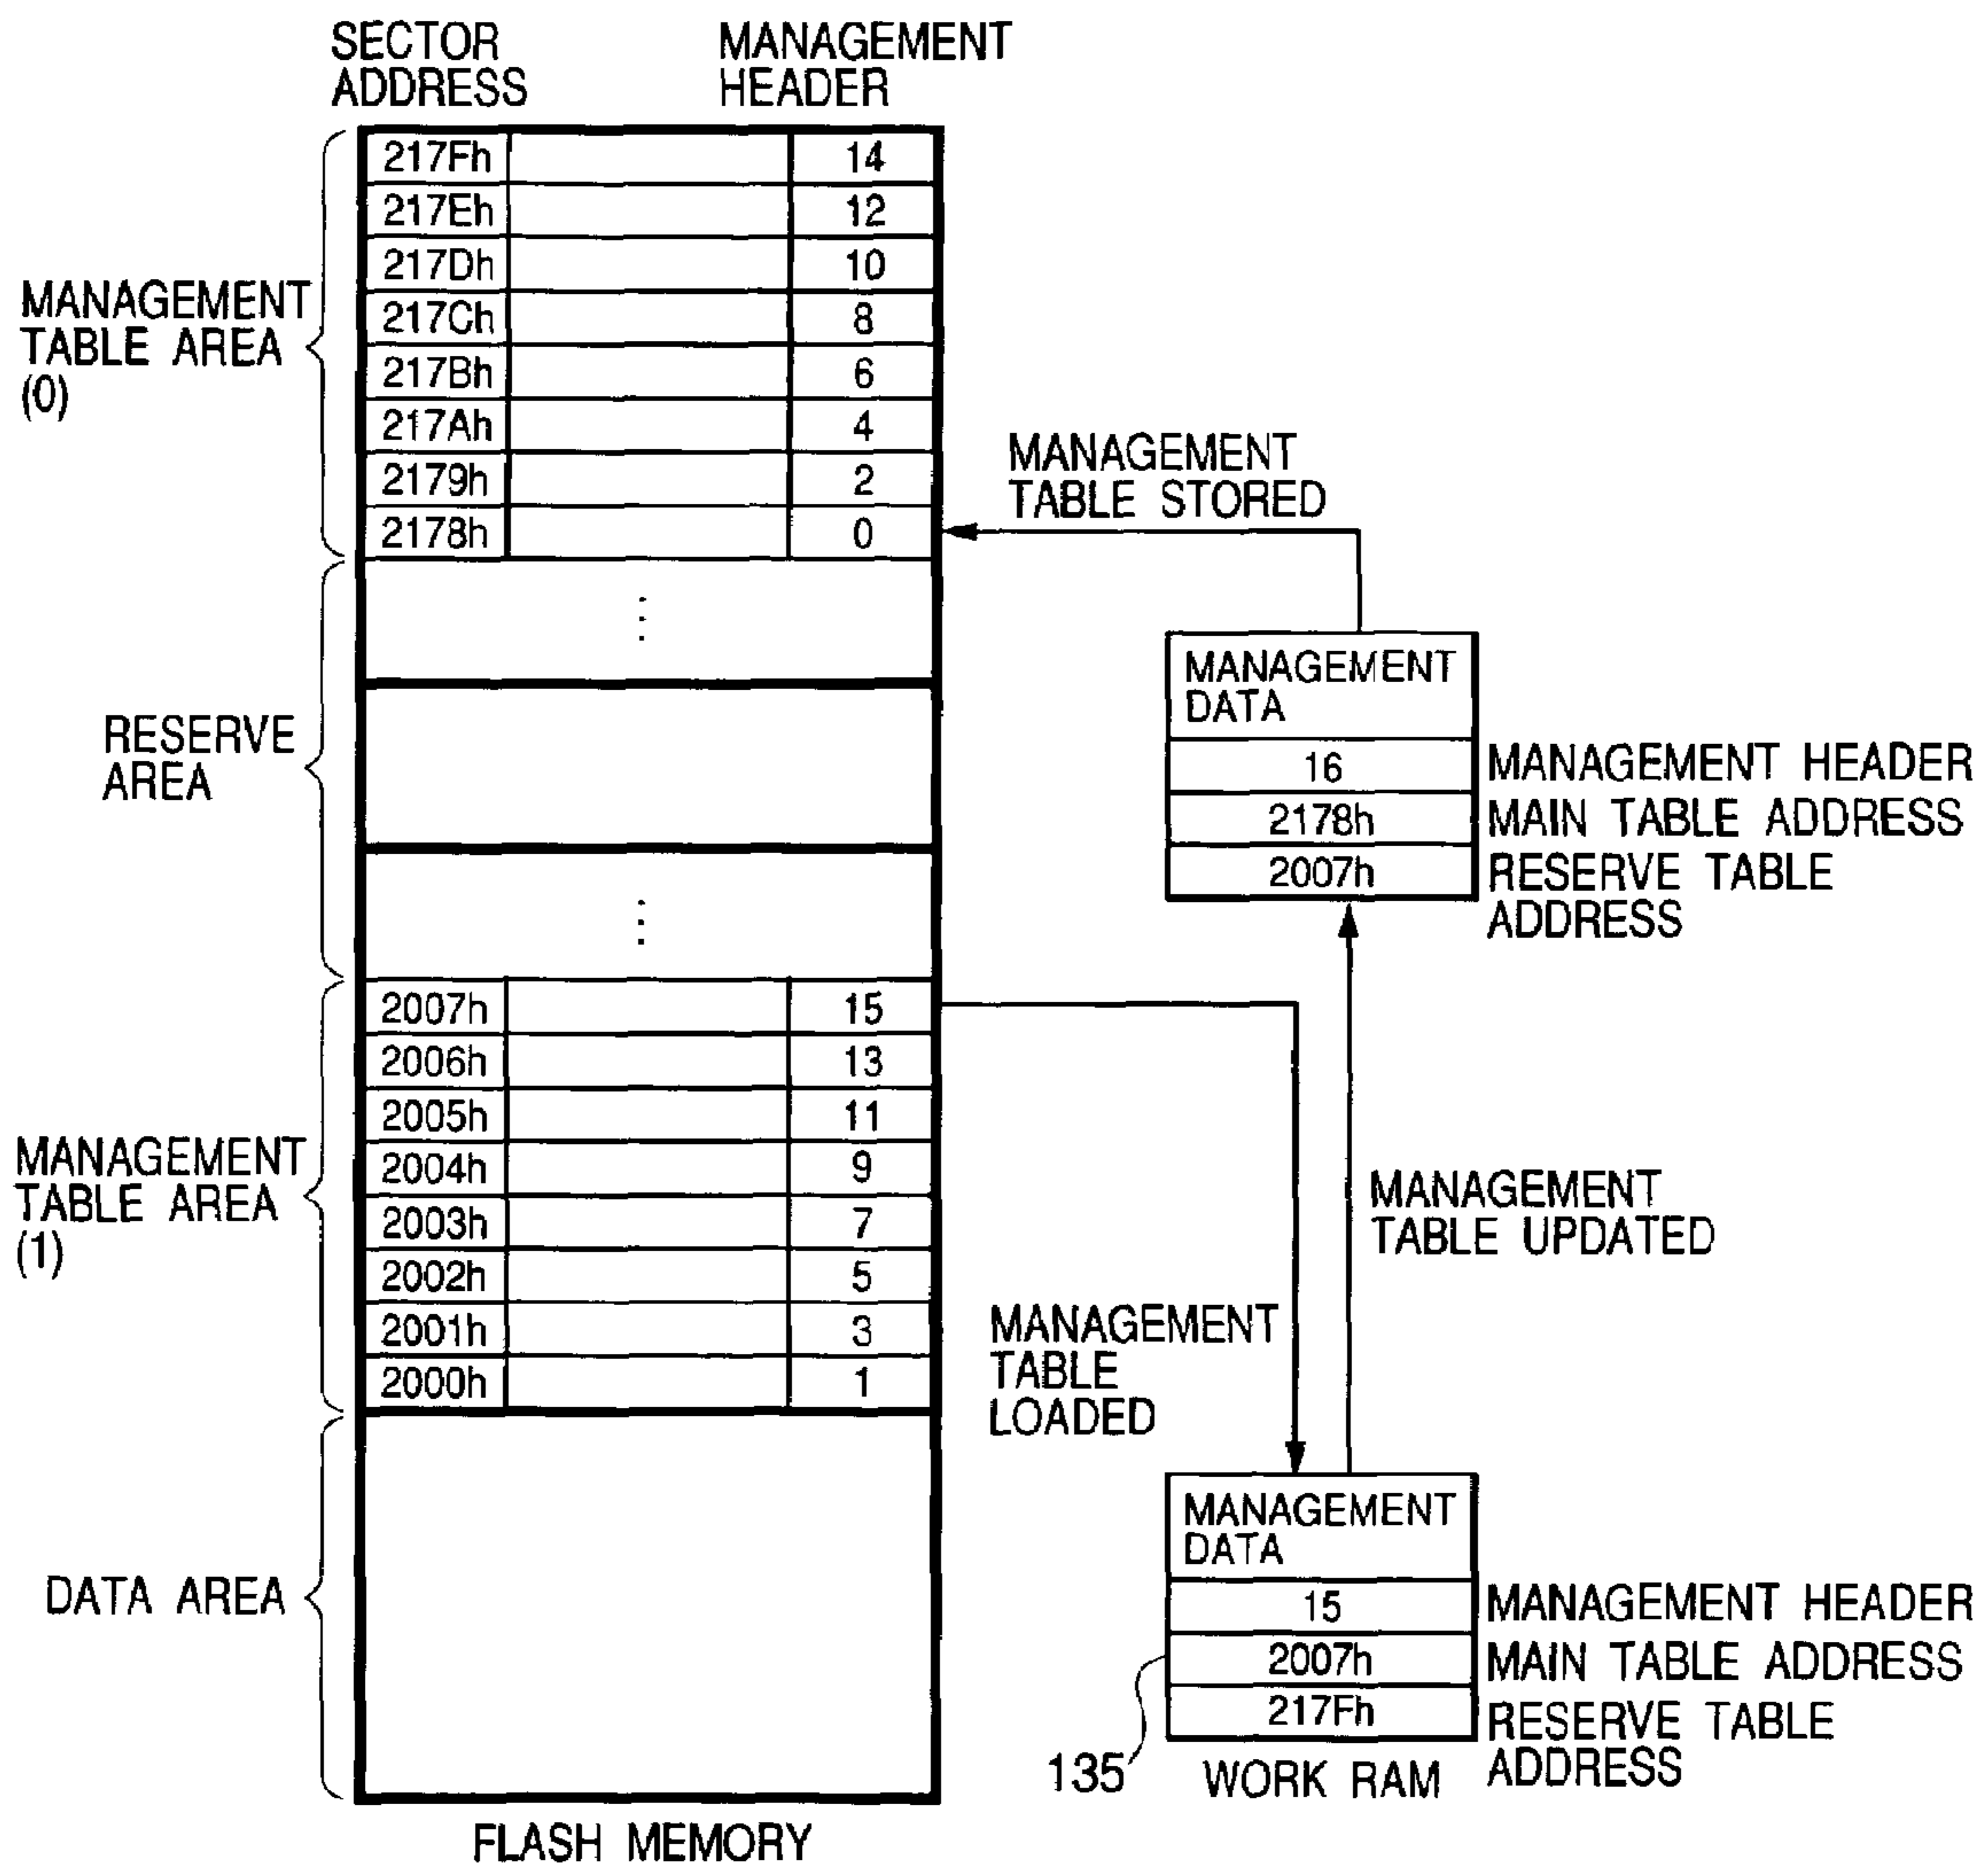 SECTOR
ADDRESS
MANAGEMENT
HEADER
217Fh 14
217Eh 12
217Dh 10
217Ch 8
217Bh 6
217Ah 4
2179h 2
2178h 0
MANAGEMENT
TABLE AREA
(0)
MANAGEMENT
TABLE STORED
RESERVE
AREA
MANAGEMENT
DATA
16 MANAGEMENT HEADER
2178h MAIN TABLE ADDRESS
2007h RESERVE TABLE
ADDRESS
2007h 15
2006h 13
2005h 11
2004h 9
2003h 7
2002h 5
2001h 3
2000h 1
MANAGEMENT
TABLE AREA
(1)
MANAGEMENT
TABLE UPDATED
MANAGEMENT
TABLE
LOADED
DATA AREA
MANAGEMENT
DATA
15 MANAGEMENT HEADER
2007h MAIN TABLE ADDRESS
217Fh RESERVE TABLE
ADDRESS
135
WORK RAM
FLASH MEMORY